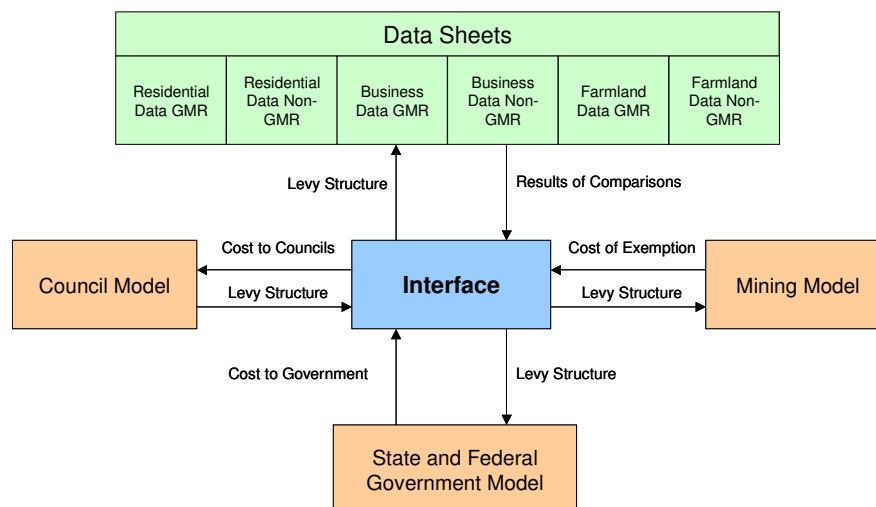 Data Sheets
Residential
Data GMR
Residential
Data Non-
GMR
Business
Data GMR
Business
Data Non-
GMR
Farmland
Data GMR
Farmland
Data Non-
GMR
Levy Structure
Results of Comparisons
Cost to Councils
Cost of Exemption
Council Model
Interface
Mining Model
Levy Structure
Levy Structure
Cost to Government
Levy Structure
State and Federal
Government Model